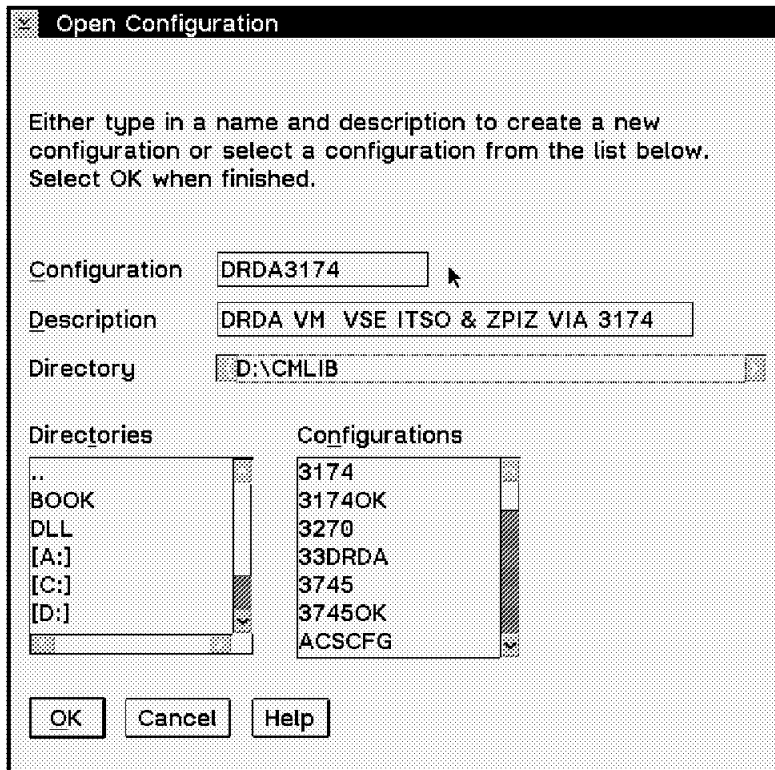 Open Configuration
Either type in a name and description to create a new
configuration or select a configuration from the list below.
Select OK when finished.
Configuration DRDA3174
Description DRDA VM VSE ITSO & ZPIZ VIA 3174
Directory D:\CMLIB
Directories Configurations
.. 3174
BOOK 3174OK
DLL 3270
[A:] 33DRDA
[C:] 3745
[D:] 3745OK
ACSCFG
OK Cancel Help